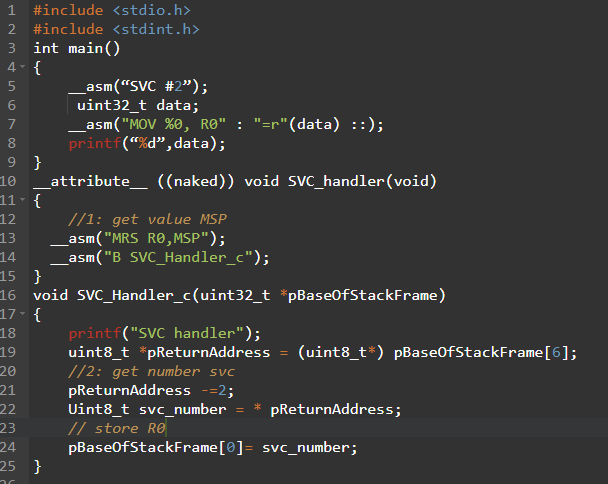 1 #include <stdio.h>
2 #include <stdint.h>
3 int main()
4 {
5 __asm(“SVC #2”);
6 uint32_t data;
7 __asm("MOV %0, R0" : "=r"(data) ::);
8 printf(“%d”,data);
9 }
10 __attribute__ ((naked)) void SVC_handler(void)
11 {
12 //1: get value MSP
13 __asm("MRS R0,MSP");
14 __asm("B SVC_Handler_c");
15 }
16 void SVC_Handler_c(uint32_t *pBaseOfStackFrame)
17 {
18 printf("SVC handler");
19 uint8_t *pReturnAddress = (uint8_t*) pBaseOfStackFrame[6];
20 //2: get number svc
21 pReturnAddress -=2;
22 Uint8_t svc_number = * pReturnAddress;
23 // store R0
24 pBaseOfStackFrame[0]= svc_number;
25 }